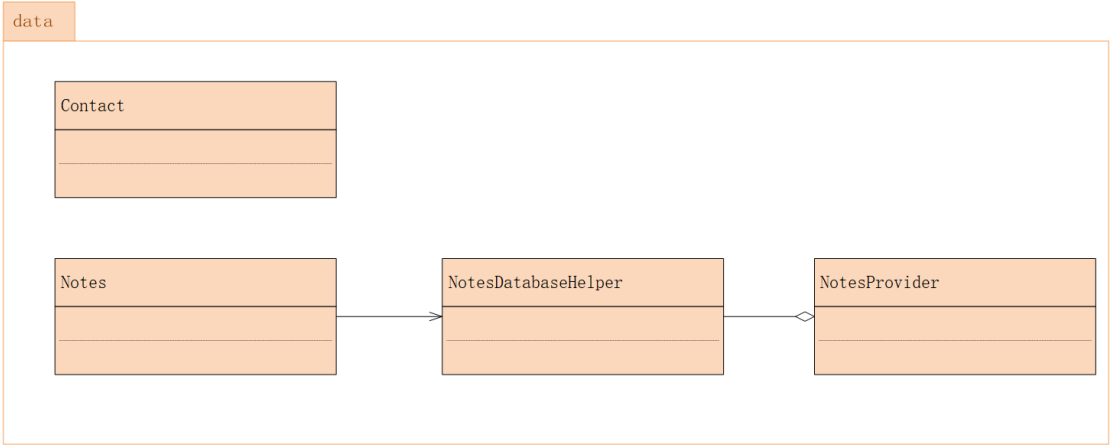 data
Contact
Notes
NotesDatabaseHelper
NotesProvider